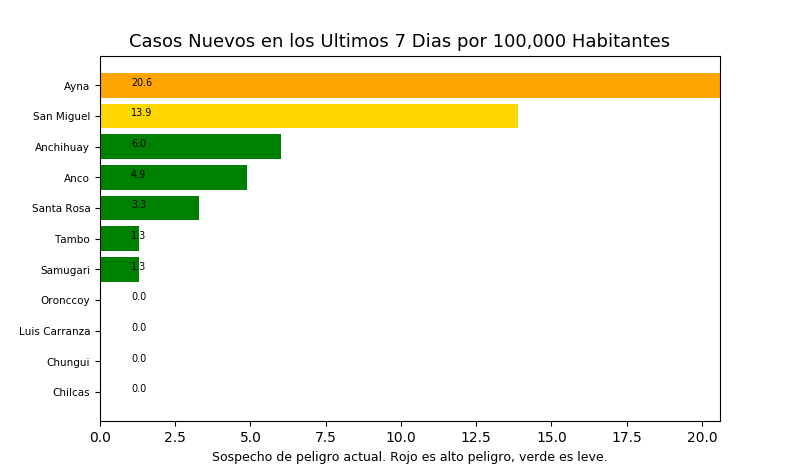 Casos Nuevos en los Ultimos 7 Dias por 100,000 Habitantes
Ayna 20.6
San Miguel 13.9
Anchihuay 6.0
Anco 4.9
Santa Rosa 3.3
Tambo 1.3
Samugari 1.3
Oronccoy 0.0
Luis Carranza 0.0
Chungui 0.0
Chilcas 0.0
0.0 2.5 5.0 7.5 10.0 12.5 15.0 17.5 20.0
Sospecho de peligro actual. Rojo es alto peligro, verde es leve.